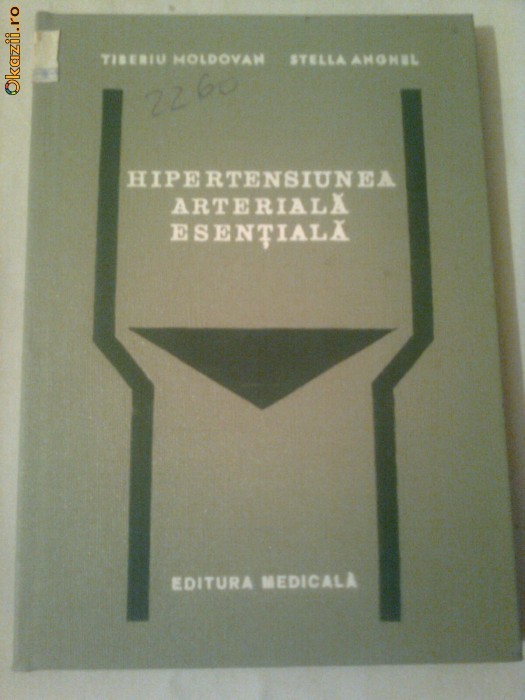 Okazii.ro
TIBERIU MOLDOVAN STELLA ANGHEL
2260
HIPERTENSIUNEA
ARTERIALĂ
ESENȚIALĂ
EDITURA MEDICALĂ